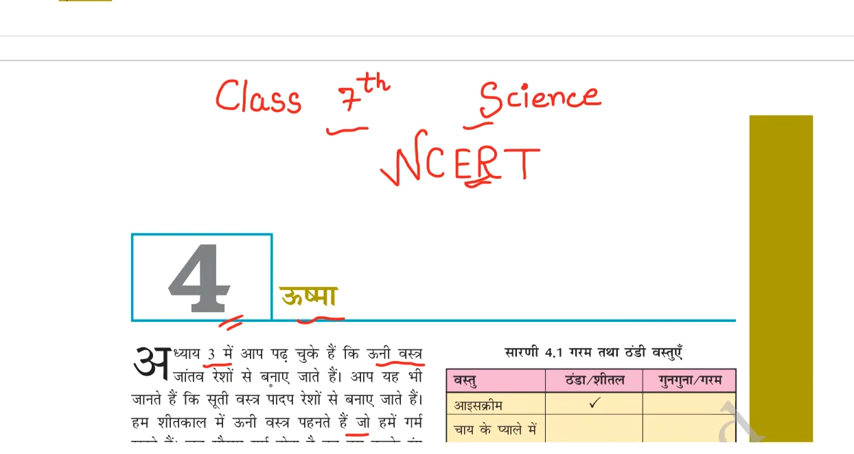 Class 7th Science
NCERT
4
ऊष्मा
अध्याय 3 में आप पढ़ चुके हैं कि ऊनी वस्त्र
जांतव रेशों से बनाए जाते हैं। आप यह भी
जानते हैं कि सूती वस्त्र पादप रेशों से बनाए जाते हैं।
हम शीतकाल में ऊनी वस्त्र पहनते हैं जो हमें गर्म
सारणी 4.1 गरम तथा ठंडी वस्तुएँ
वस्तु ठंडा/शीतल गुनगुना/गरम
आइसक्रीम ✓
चाय के प्याले में